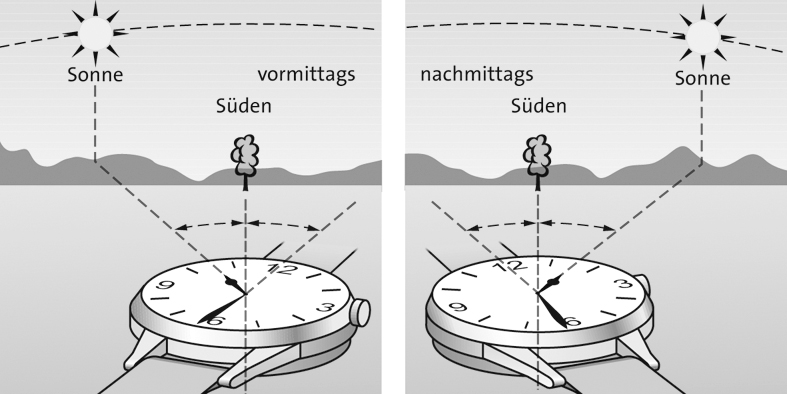 Sonne
vormittags
Süden
12
9
3
6
nachmittags
Sonne
Süden
12
3
9
6